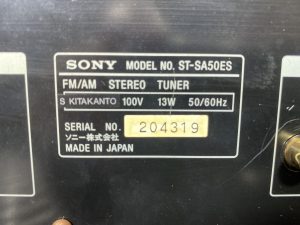 SONY MODEL NO. ST-SA50ES
FM/AM STEREO TUNER
S KITAKANTO 100V 13W 50/60Hz
SERIAL NO. 204319
ソニー株式会社
MADE IN JAPAN